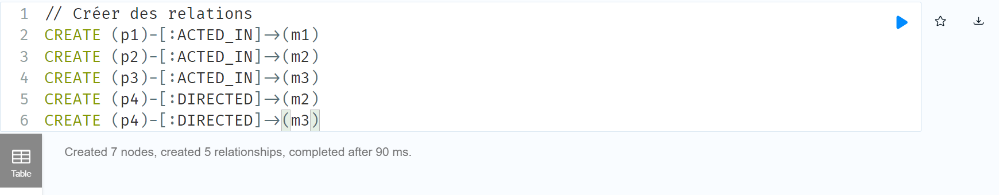 1 // Créer des relations
2 CREATE (p1)-[:ACTED_IN]->(m1)
3 CREATE (p2)-[:ACTED_IN]->(m2)
4 CREATE (p3)-[:ACTED_IN]->(m3)
5 CREATE (p4)-[:DIRECTED]->(m2)
6 CREATE (p4)-[:DIRECTED]->(m3)
Created 7 nodes, created 5 relationships, completed after 90 ms.
Table